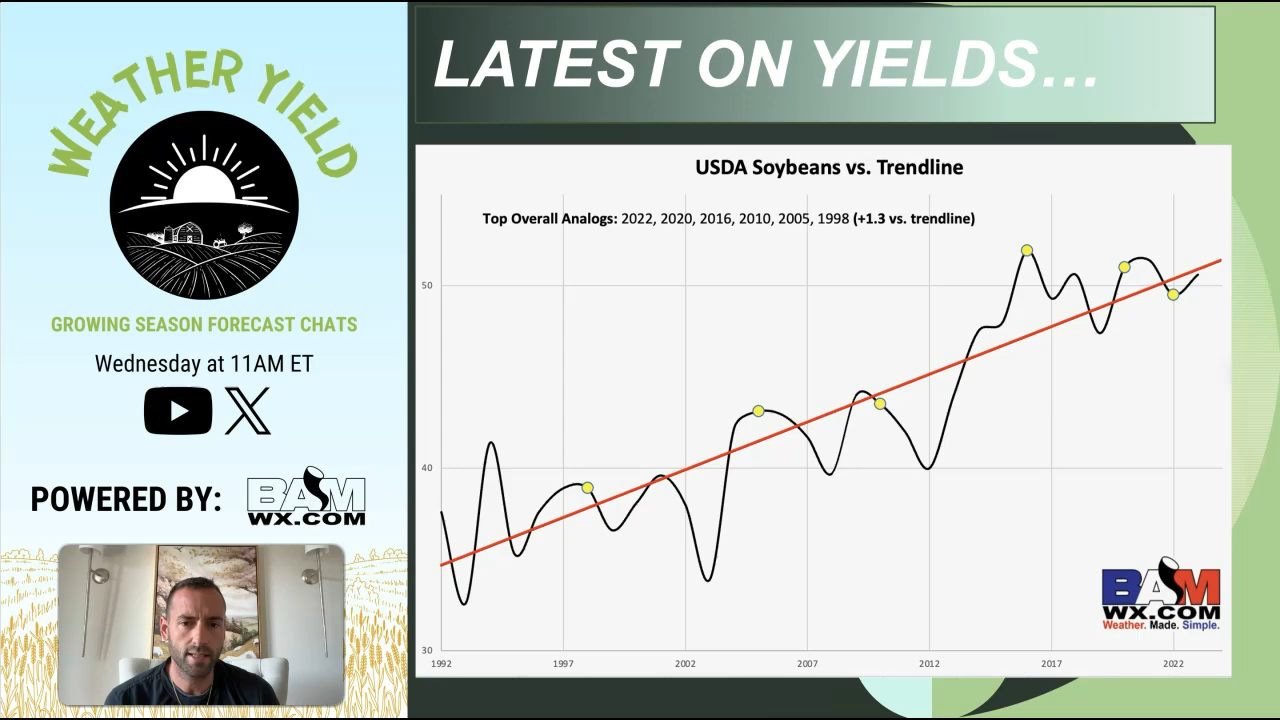 WEATHER YIELD
GROWING SEASON FORECAST CHATS
Wednesday at 11AM ET
POWERED BY:
BAM
WX.COM
LATEST ON YIELDS...
USDA Soybeans vs. Trendline
Top Overall Analogs: 2022, 2020, 2016, 2010, 2005, 1998 (+1.3 vs. trendline)
50
40
30
1992 1997 2002 2007 2012 2017 2022
BAM
WX.COM
Weather. Made. Simple.